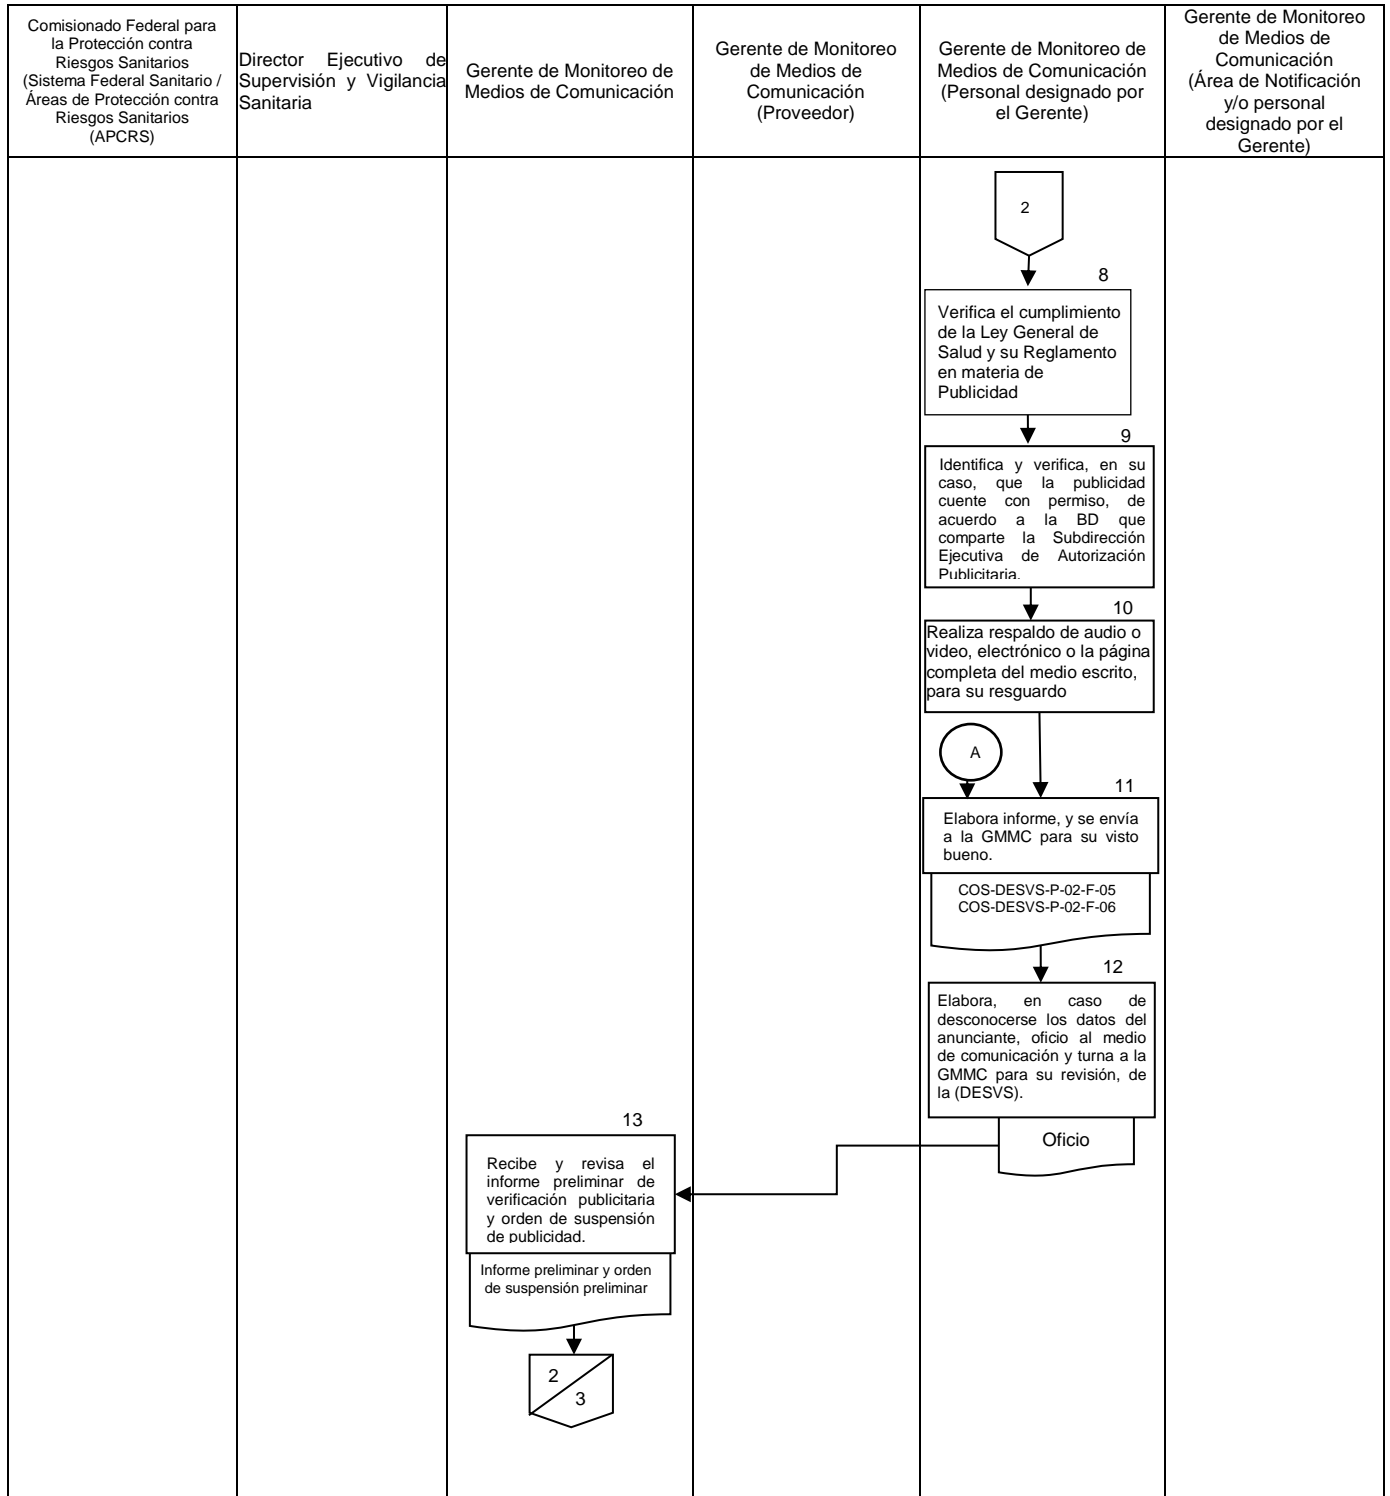 Comisionado Federal para
la Protección contra
Riesgos Sanitarios
(Sistema Federal Sanitario /
Áreas de Protección contra
Riesgos Sanitarios
(APCRS)
Director Ejecutivo de
Supervisión y Vigilancia
Sanitaria
Gerente de Monitoreo de
Medios de Comunicación
Gerente de Monitoreo
de Medios de
Comunicación
(Proveedor)
Gerente de Monitoreo de
Medios de Comunicación
(Personal designado por
el Gerente)
Gerente de Monitoreo
de Medios de
Comunicación
(Área de Notificación
y/o personal
designado por el
Gerente)
2
8
Verifica el cumplimiento
de la Ley General de
Salud y su Reglamento
en materia de
Publicidad
9
Identifica y verifica, en su
caso, que la publicidad
cuente con permiso, de
acuerdo a la BD que
comparte la Subdirección
Ejecutiva de Autorización
Publicitaria.
10
Realiza respaldo de audio o
video, electrónico o la página
completa del medio escrito,
para su resguardo
A
11
Elabora informe, y se envía
a la GMMC para su visto
bueno.
COS-DESVS-P-02-F-05
COS-DESVS-P-02-F-06
12
Elabora, en caso de
desconocerse los datos del
anunciante, oficio al medio
de comunicación y turna a la
GMMC para su revisión, de
la (DESVS).
Oficio
13
Recibe y revisa el
informe preliminar de
verificación publicitaria
y orden de suspensión
de publicidad.
Informe preliminar y orden
de suspensión preliminar
2
3